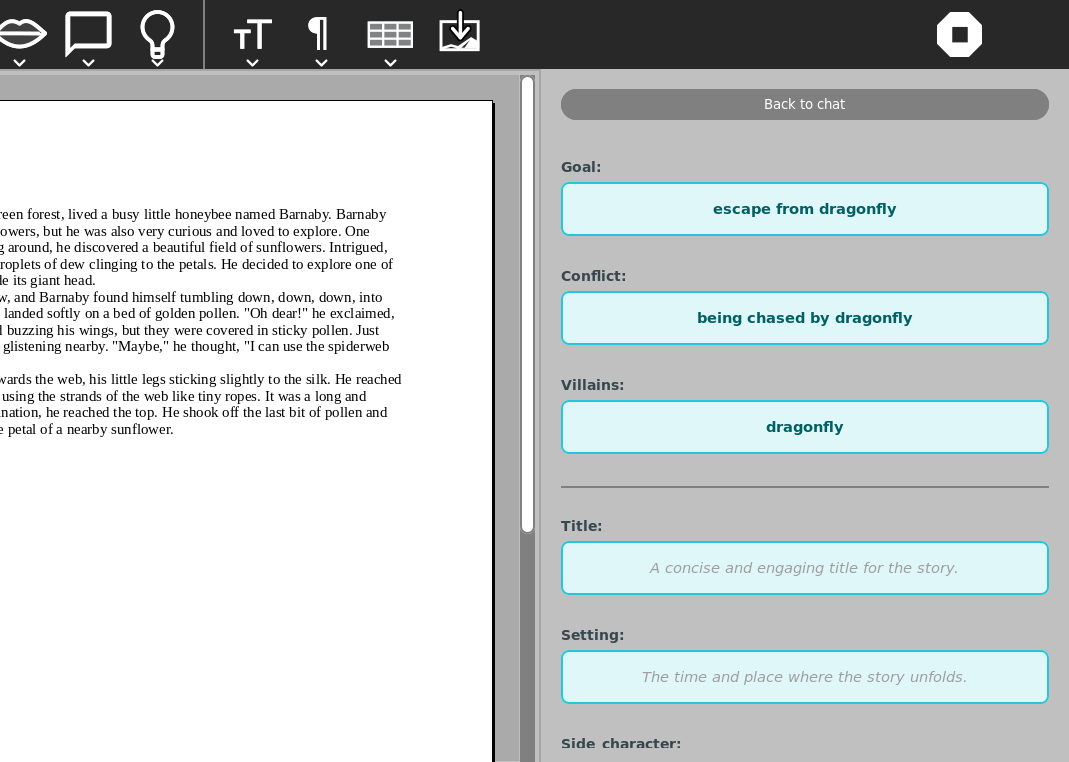 reen forest, lived a busy little honeybee named Barnaby. Barnaby
owers, but he was also very curious and loved to explore. One
g around, he discovered a beautiful field of sunflowers. Intrigued,
roplets of dew clinging to the petals. He decided to explore one of
le its giant head.
w, and Barnaby found himself tumbling down, down, down, into
landed softly on a bed of golden pollen. "Oh dear!" he exclaimed,
l buzzing his wings, but they were covered in sticky pollen. Just
glistening nearby. "Maybe," he thought, "I can use the spiderweb
wards the web, his little legs sticking slightly to the silk. He reached
using the strands of the web like tiny ropes. It was a long and
ination, he reached the top. He shook off the last bit of pollen and
e petal of a nearby sunflower.
Back to chat
Goal:
escape from dragonfly
Conflict:
being chased by dragonfly
Villains:
dragonfly
Title:
A concise and engaging title for the story.
Setting:
The time and place where the story unfolds.
Side character: